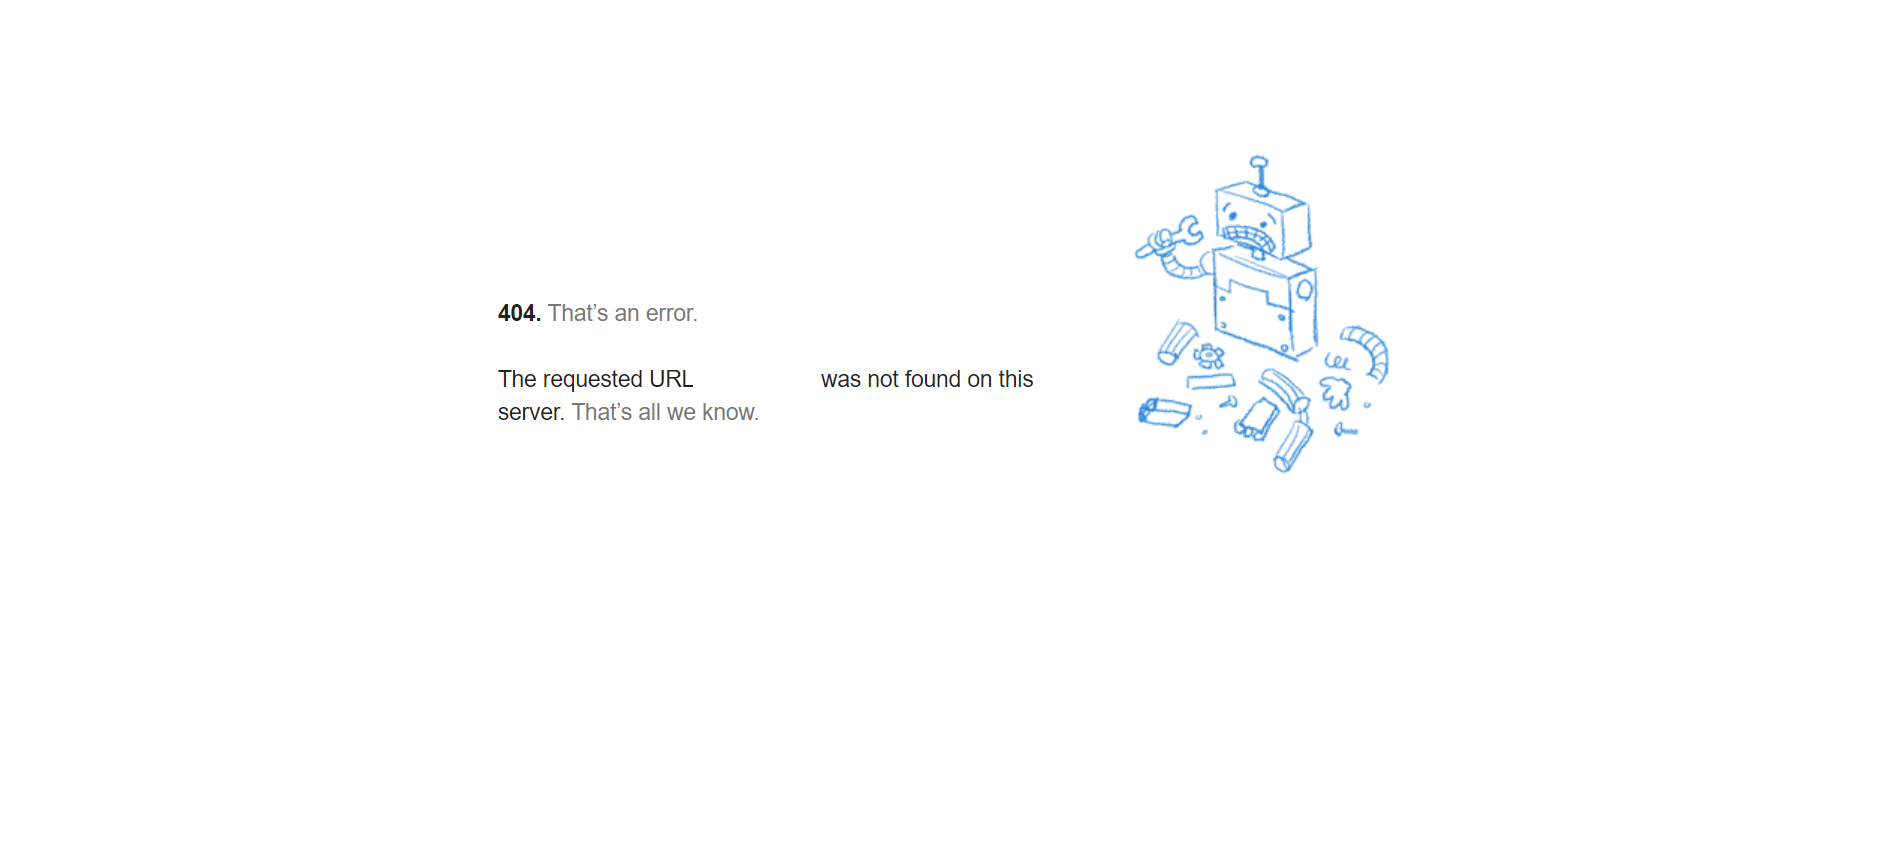 404. That’s an error.
The requested URL was not found on this
server. That’s all we know.